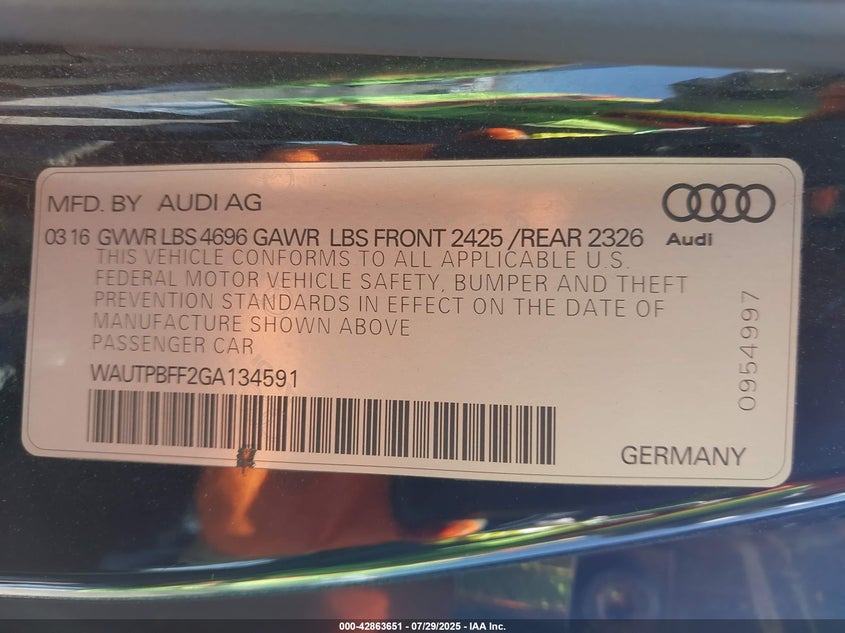 MFD. BY AUDI AG
Audi
03 16 GVWR LBS 4696 GAWR LBS FRONT 2425 /REAR 2326
THIS VEHICLE CONFORMS TO ALL APPLICABLE U.S.
FEDERAL MOTOR VEHICLE SAFETY, BUMPER AND THEFT
PREVENTION STANDARDS IN EFFECT ON THE DATE OF
MANUFACTURE SHOWN ABOVE
PASSENGER CAR
WAUTPBFF2GA134591
0954997
GERMANY
000-42863651 - 07/29/2025 - IAA Inc.